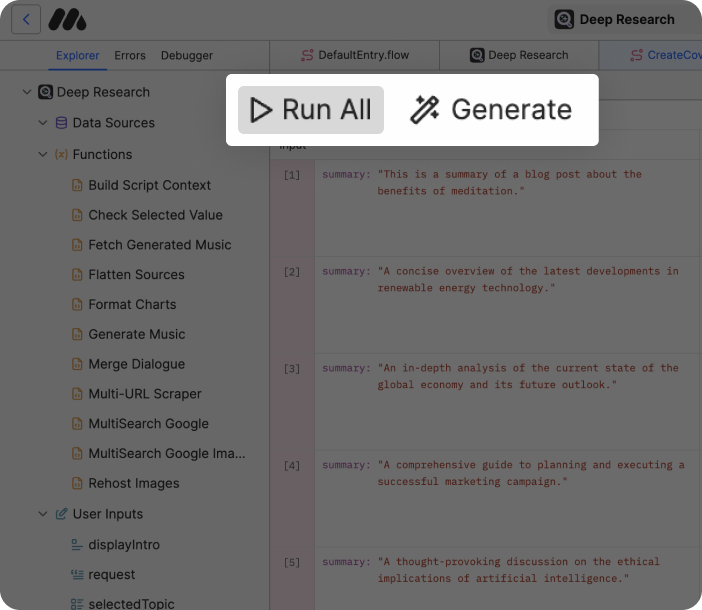 Deep Research
Explorer Errors Debugger
DefaultEntry.flow Deep Research
Run All Generate
Deep Research
Data Sources
Functions
Build Script Context
Check Selected Value
Fetch Generated Music
Flatten Sources
Format Charts
Generate Music
Merge Dialogue
Multi-URL Scraper
MultiSearch Google
MultiSearch Google Ima...
Rehost Images
User Inputs
displayIntro
request
selectedTopic
[1] summary: "This is a summary of a blog post about the
benefits of meditation."
[2] summary: "A concise overview of the latest developments in
renewable energy technology."
[3] summary: "An in-depth analysis of the current state of the
global economy and its future outlook."
[4] summary: "A comprehensive guide to planning and executing a
successful marketing campaign."
[5] summary: "A thought-provoking discussion on the ethical
implications of artificial intelligence."